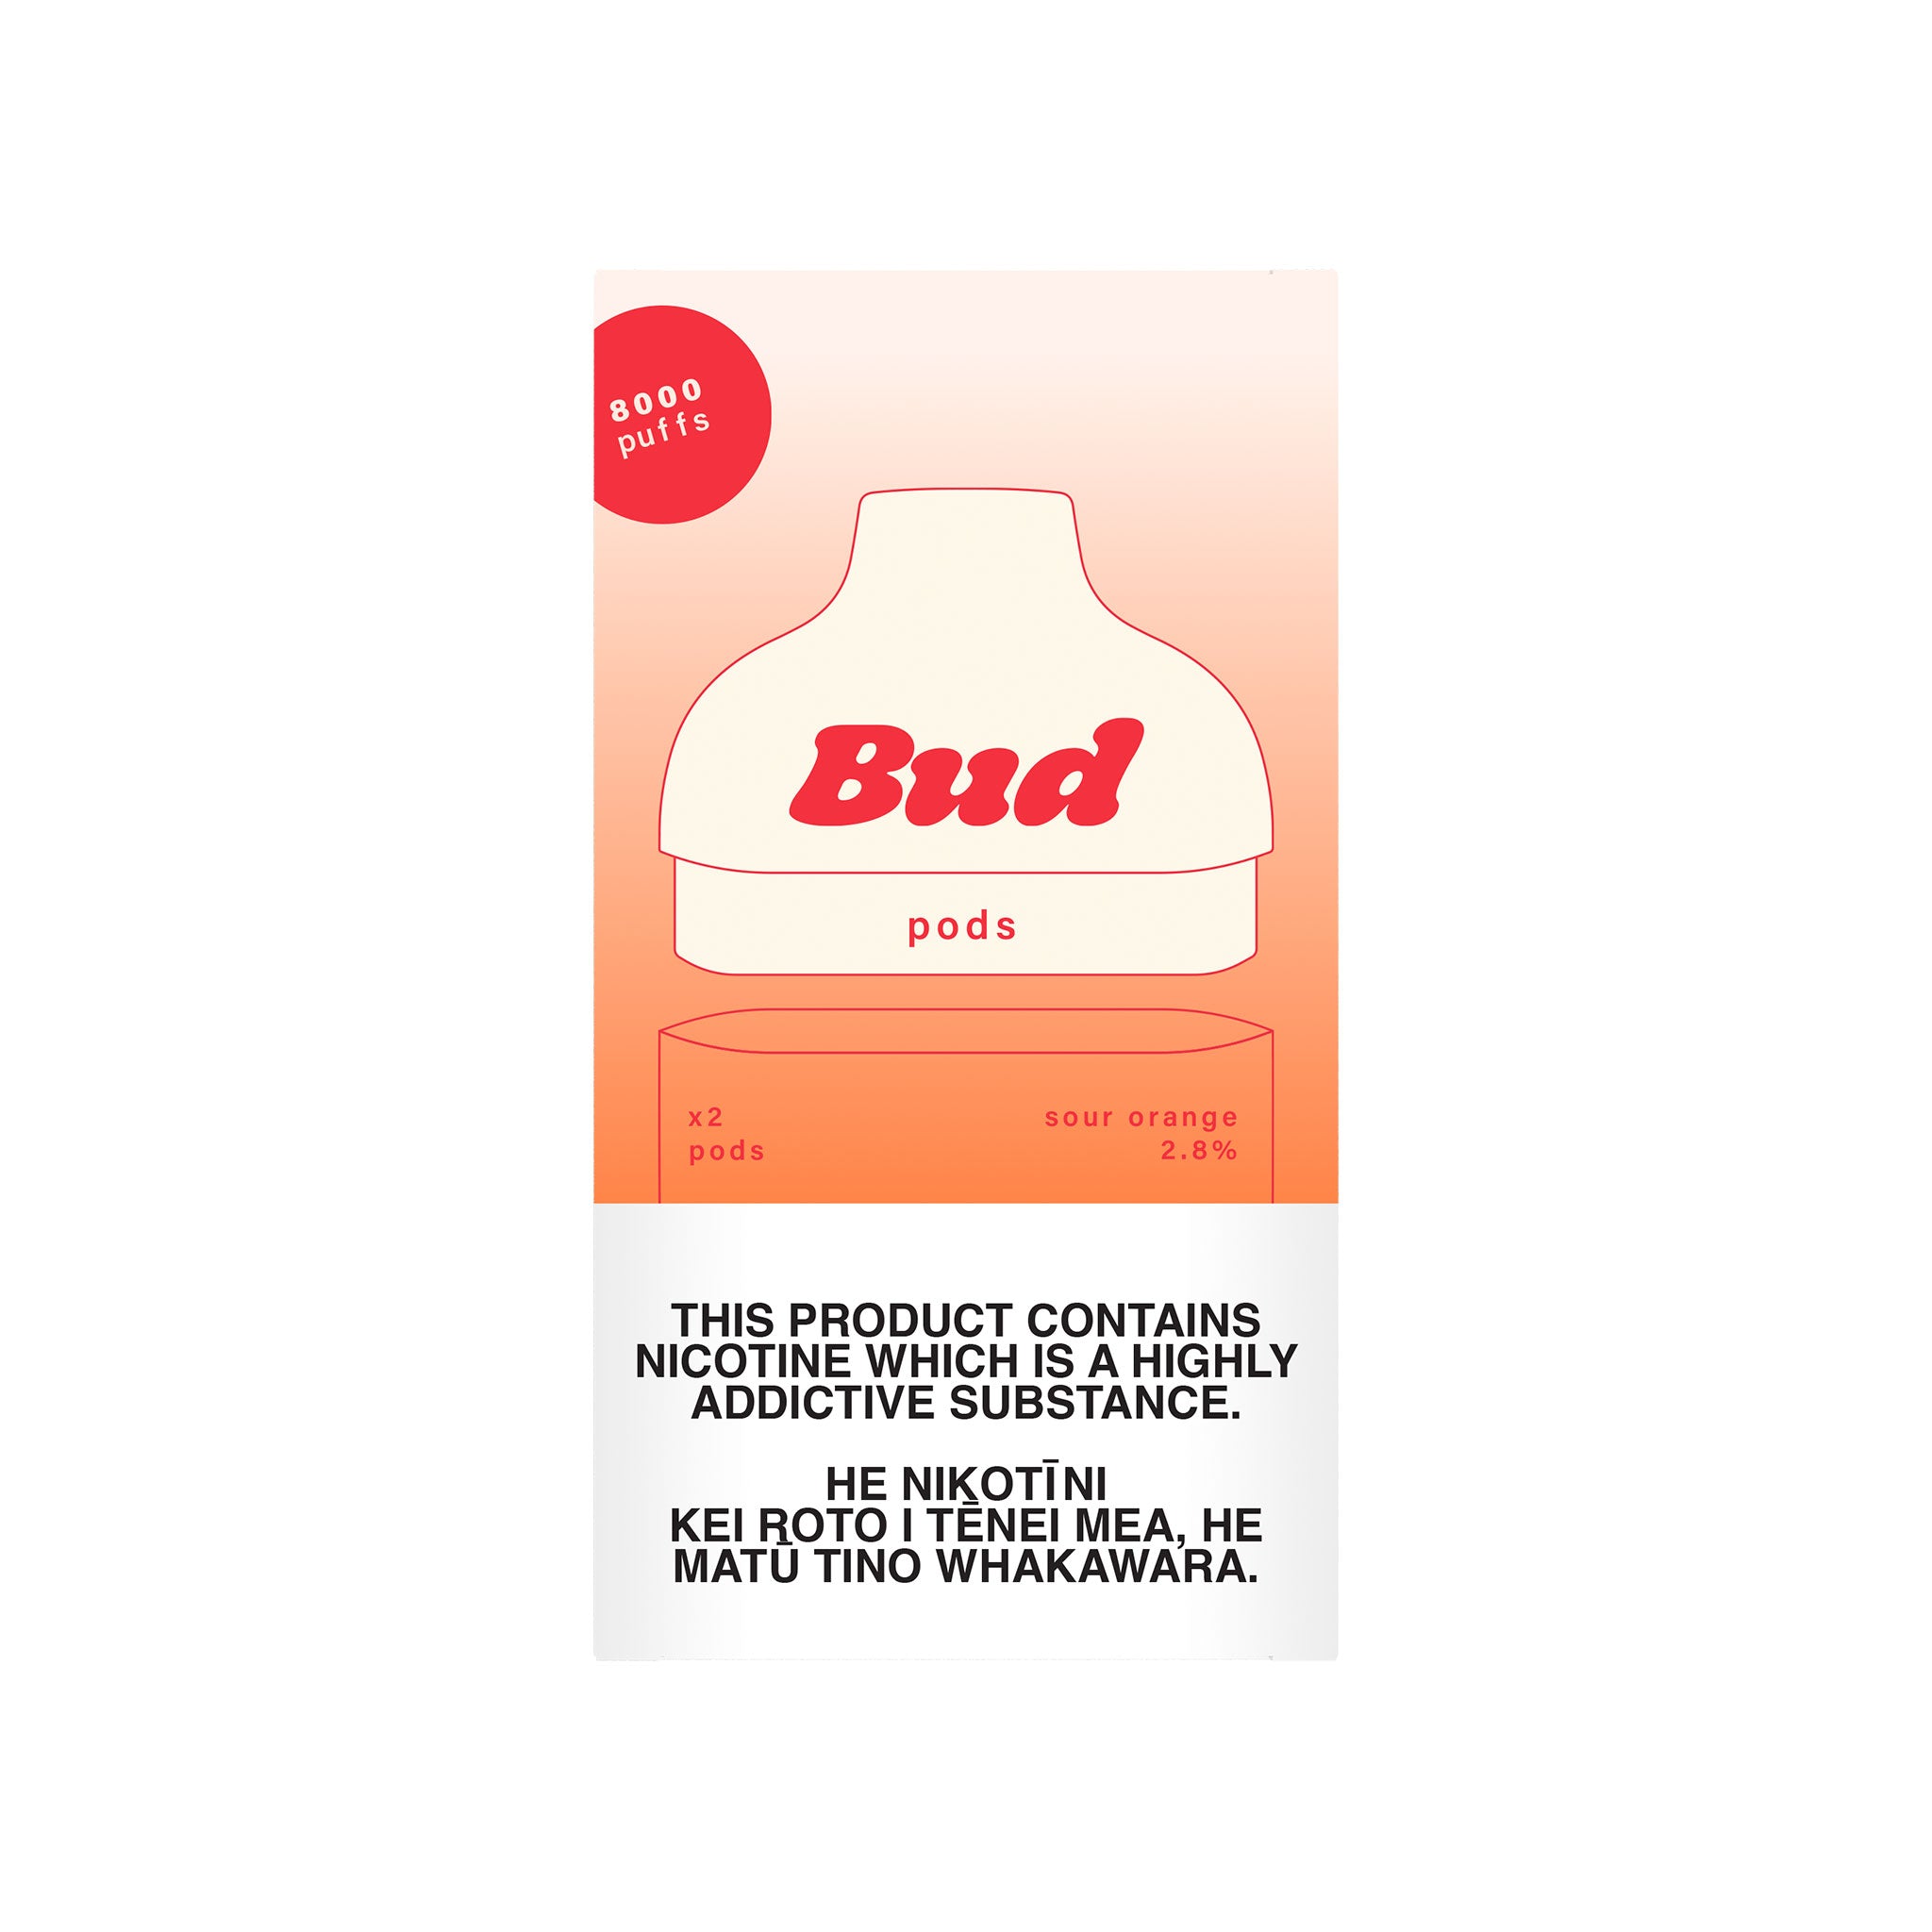 8000
puffs
Bud
pods
x2
pods
sour orange
2.8%
THIS PRODUCT CONTAINS
NICOTINE WHICH IS A HIGHLY
ADDICTIVE SUBSTANCE.
HE NIKOTĪNI
KEI ROTO I TĒNEI MEA, HE
MATŪ TINO WHAKAWARA.